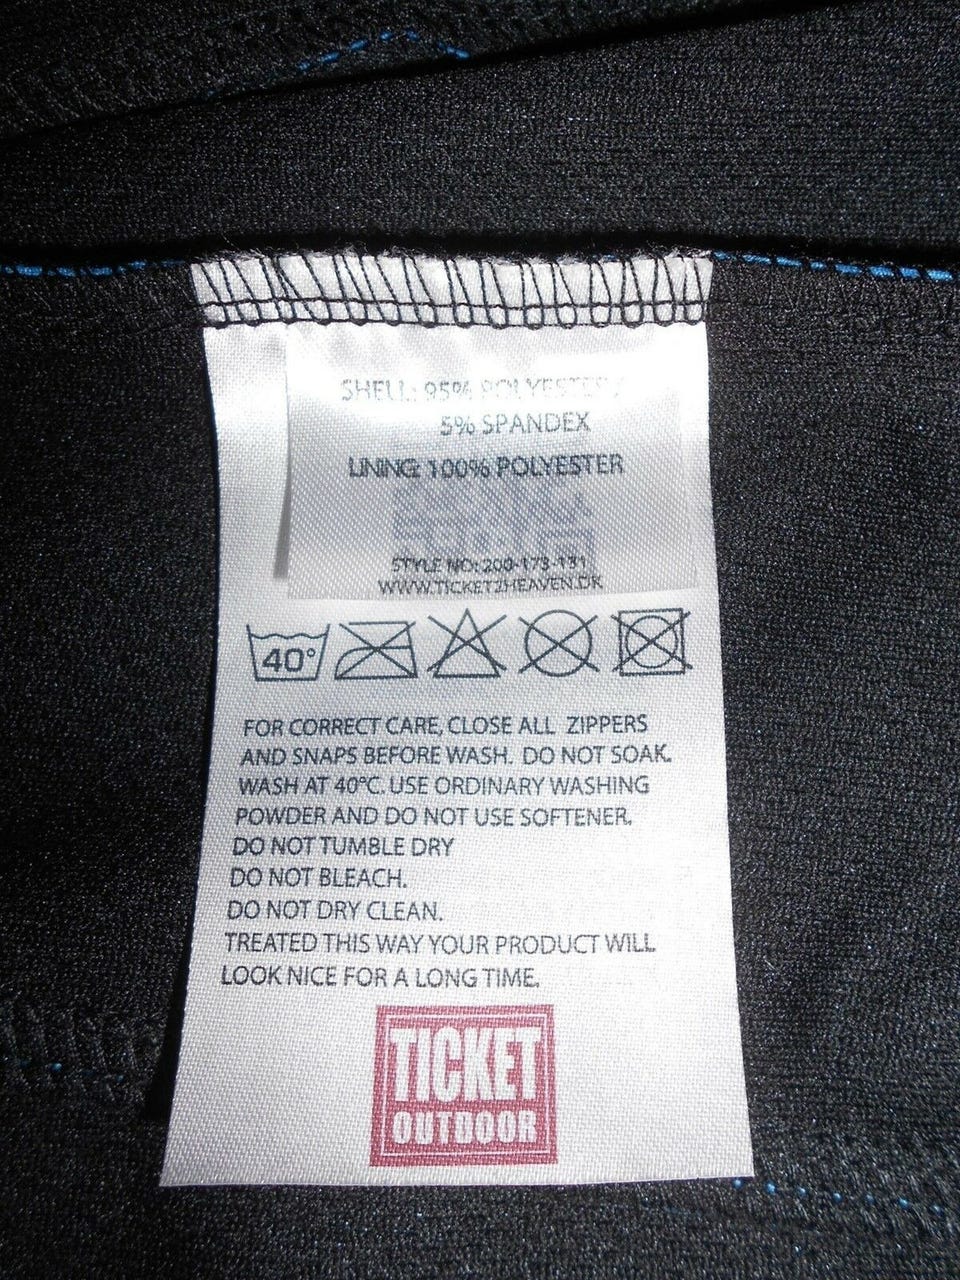 SHELL: 95% POLYESTER /
5% SPANDEX
LINING: 100% POLYESTER
STYLE NO: 200-173-131
WWW.TICKET2HEAVEN.DK
40°
FOR CORRECT CARE, CLOSE ALL ZIPPERS
AND SNAPS BEFORE WASH. DO NOT SOAK.
WASH AT 40°C. USE ORDINARY WASHING
POWDER AND DO NOT USE SOFTENER.
DO NOT TUMBLE DRY
DO NOT BLEACH.
DO NOT DRY CLEAN.
TREATED THIS WAY YOUR PRODUCT WILL
LOOK NICE FOR A LONG TIME.
TICKET
OUTDOOR